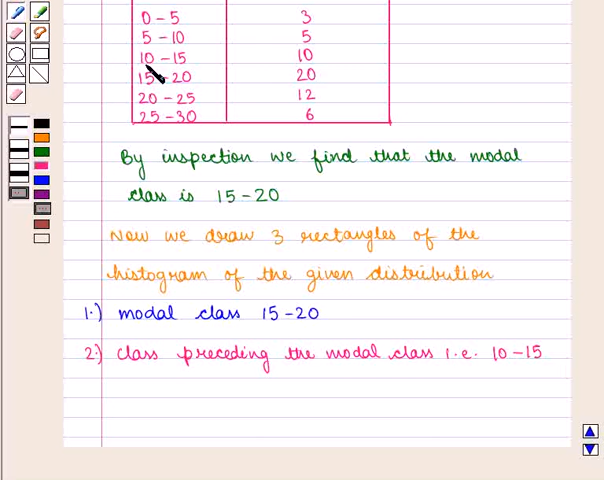 0 - 5 3
5 - 10 5
10 - 15 10
15 - 20 20
20 - 25 12
25 - 30 6
By inspection we find that the modal
class is 15 - 20
Now we draw 3 rectangles of the
histogram of the given distribution
1.) modal class 15 - 20
2.) class preceding the modal class i.e. 10 - 15